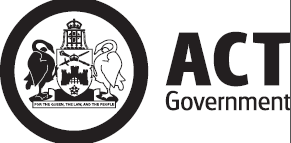 FOR THE QUEEN, THE LAW, AND THE PEOPLE
ACT
Government